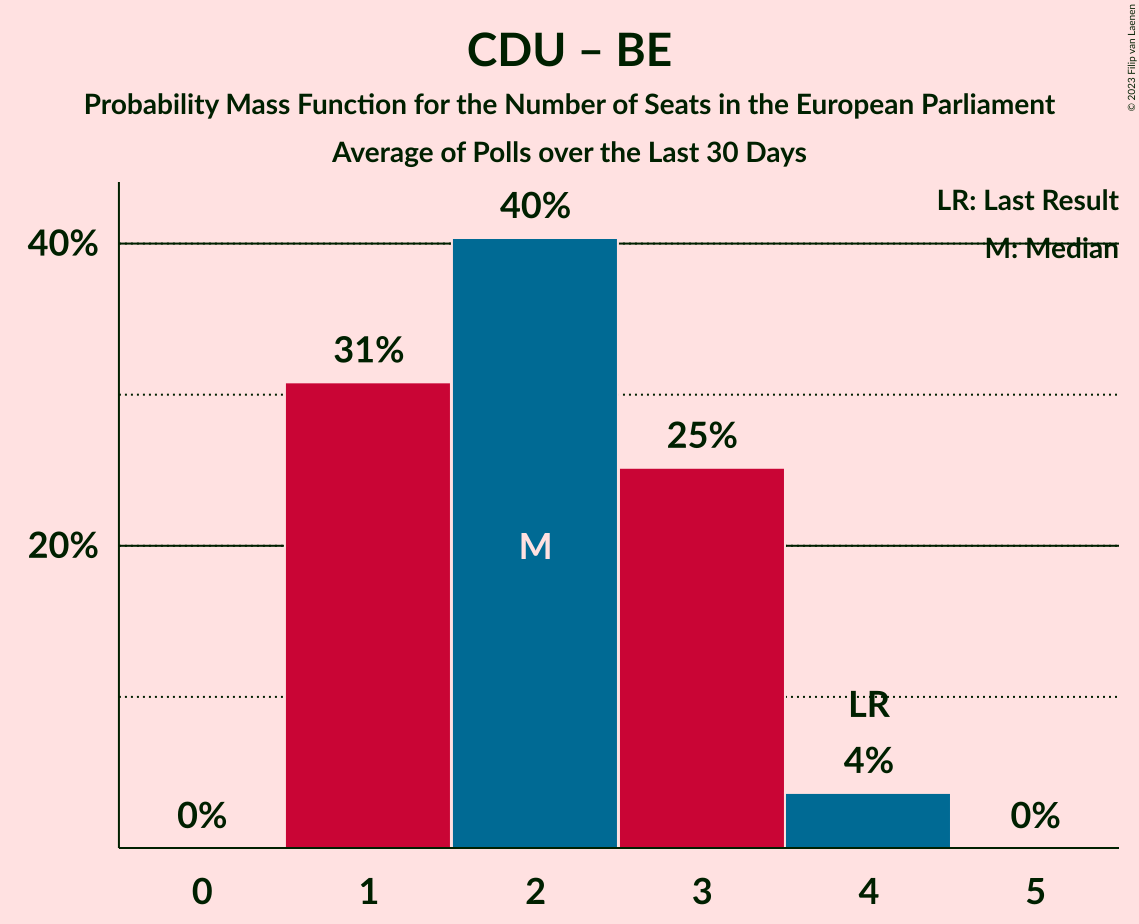 CDU – BE
Probability Mass Function for the Number of Seats in the European Parliament
Average of Polls over the Last 30 Days
© 2023 Filip van Laenen
LR: Last Result
M: Median
40%
20%
0%
31%
40%
M
25%
LR
4%
0%
0
1
2
3
4
5